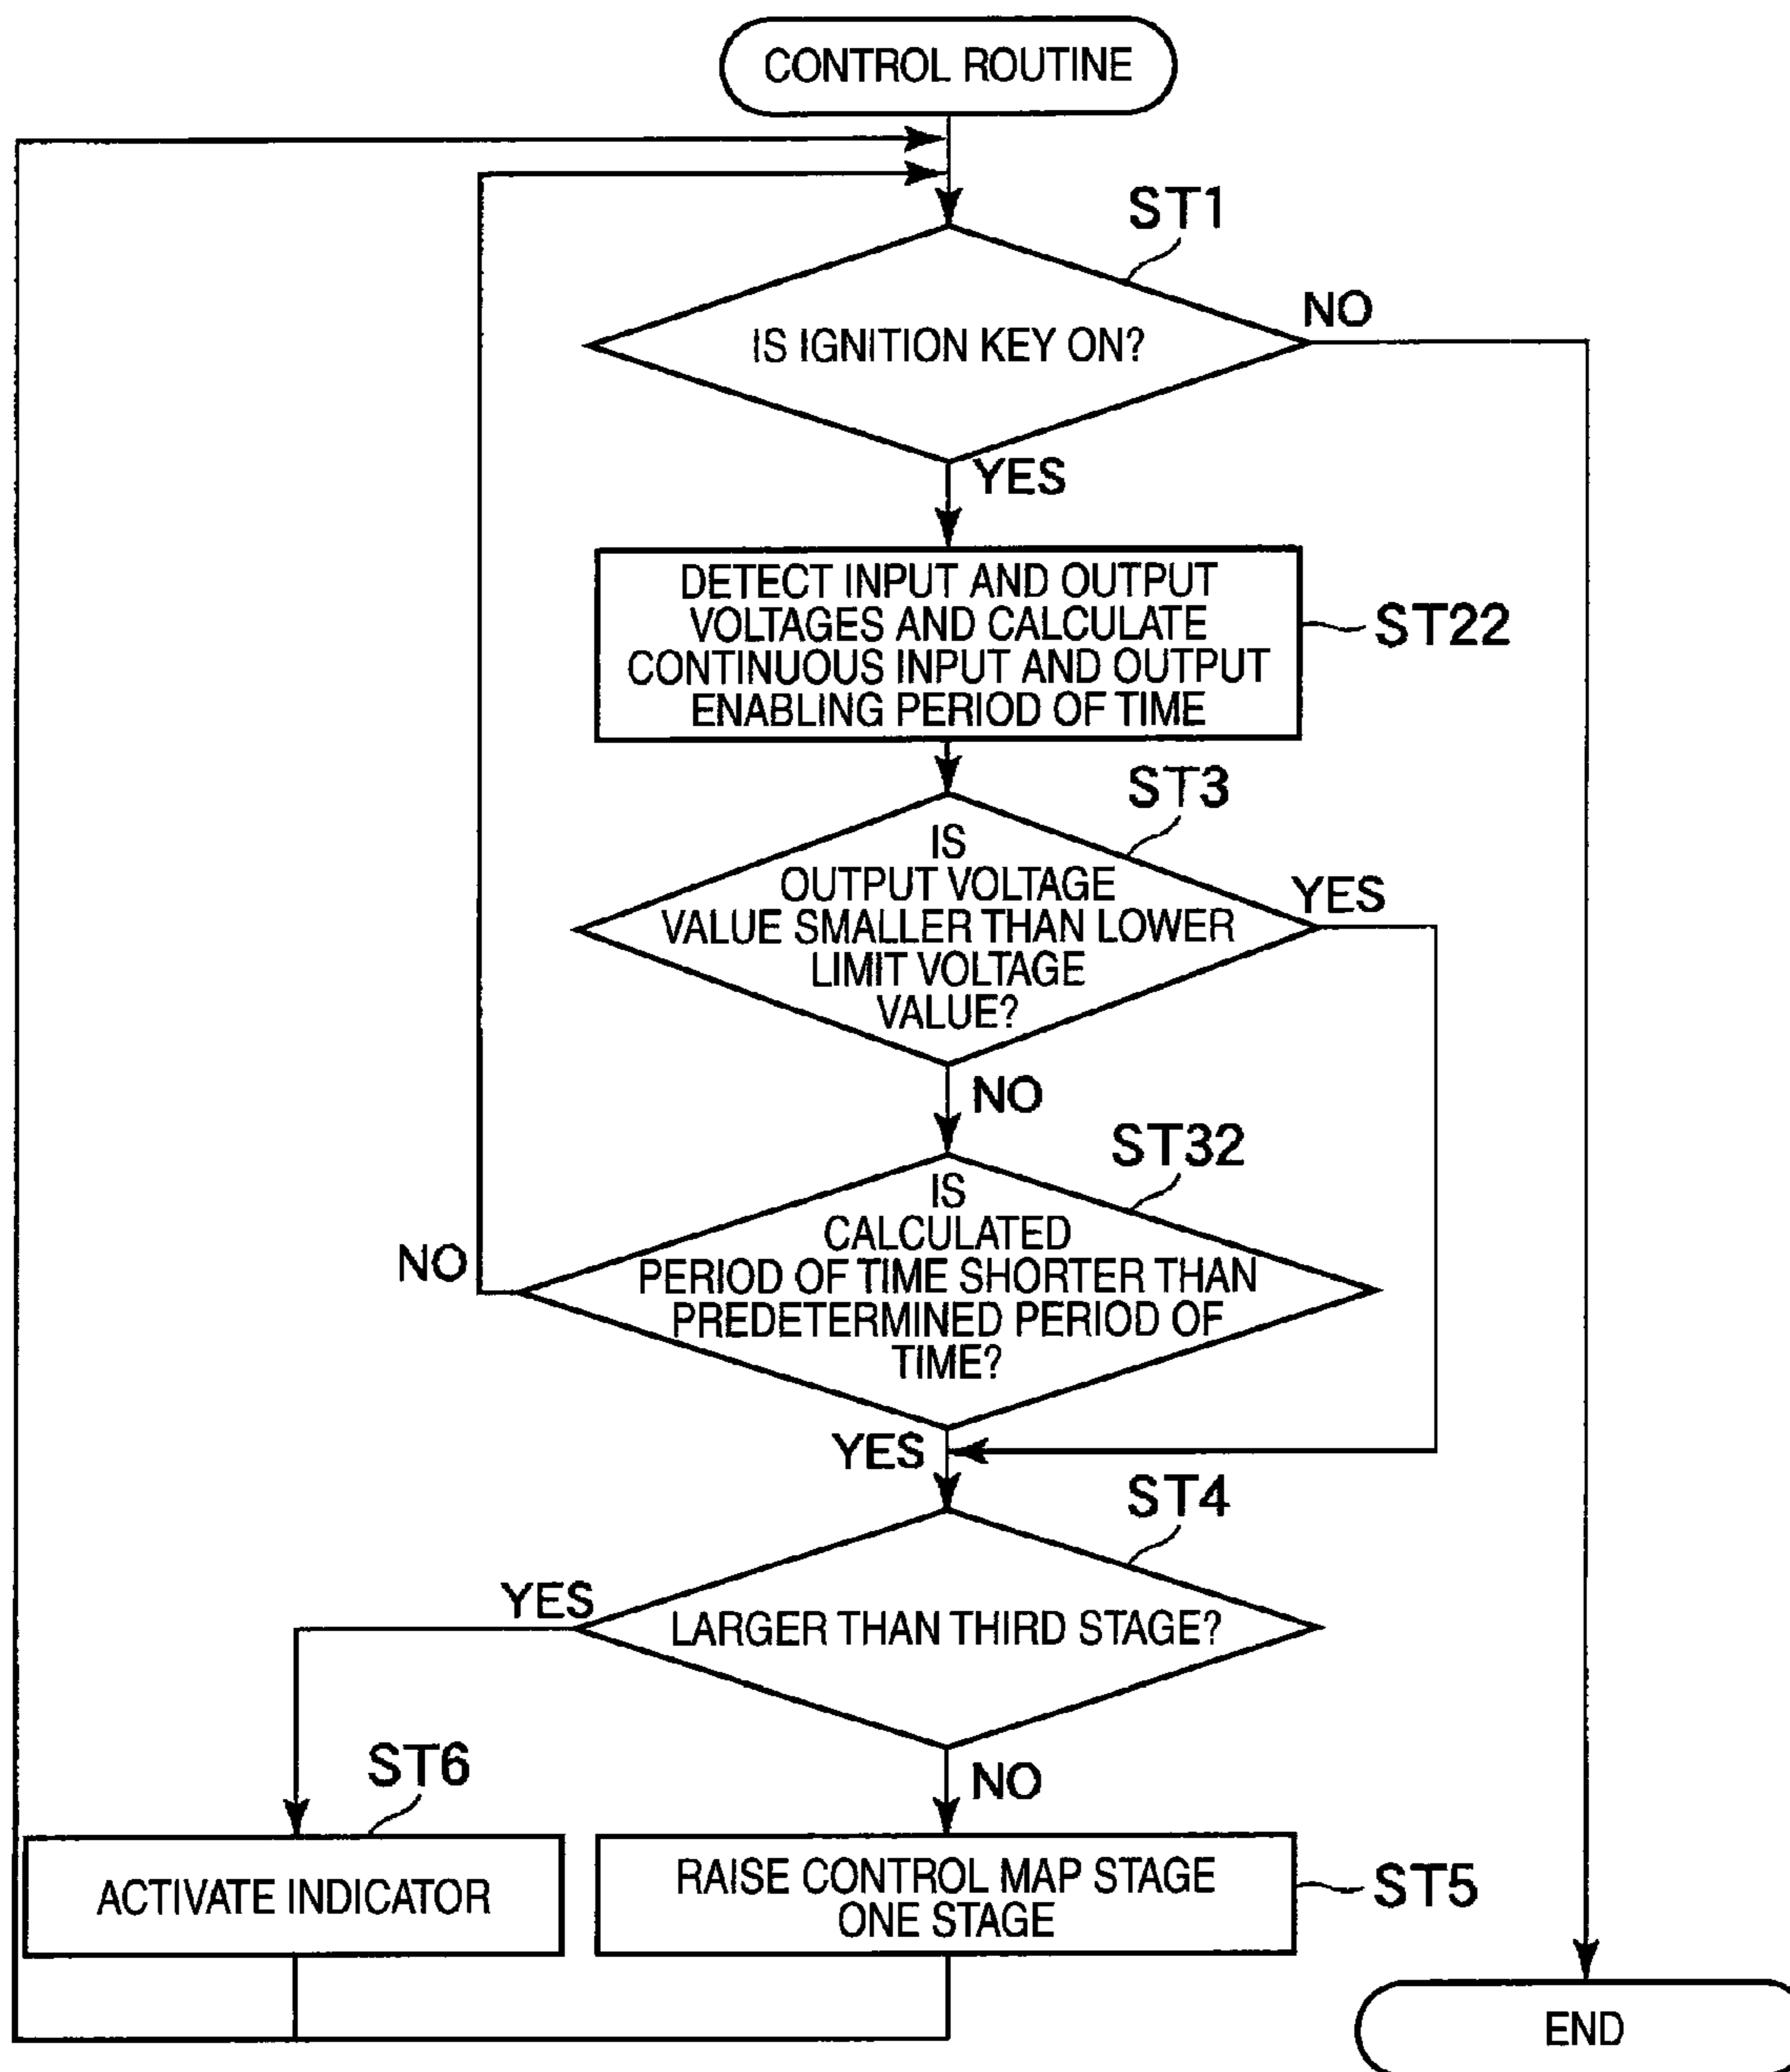 CONTROL ROUTINE
ST1
IS IGNITION KEY ON?
NO
YES
DETECT INPUT AND OUTPUT
VOLTAGES AND CALCULATE
CONTINUOUS INPUT AND OUTPUT
ENABLING PERIOD OF TIME
ST22
ST3
IS
OUTPUT VOLTAGE
VALUE SMALLER THAN LOWER
LIMIT VOLTAGE
VALUE?
YES
NO
ST32
IS
CALCULATED
PERIOD OF TIME SHORTER THAN
PREDETERMINED PERIOD OF
TIME?
NO
YES
ST4
LARGER THAN THIRD STAGE?
YES
NO
ST6
ACTIVATE INDICATOR
RAISE CONTROL MAP STAGE
ONE STAGE
ST5
END